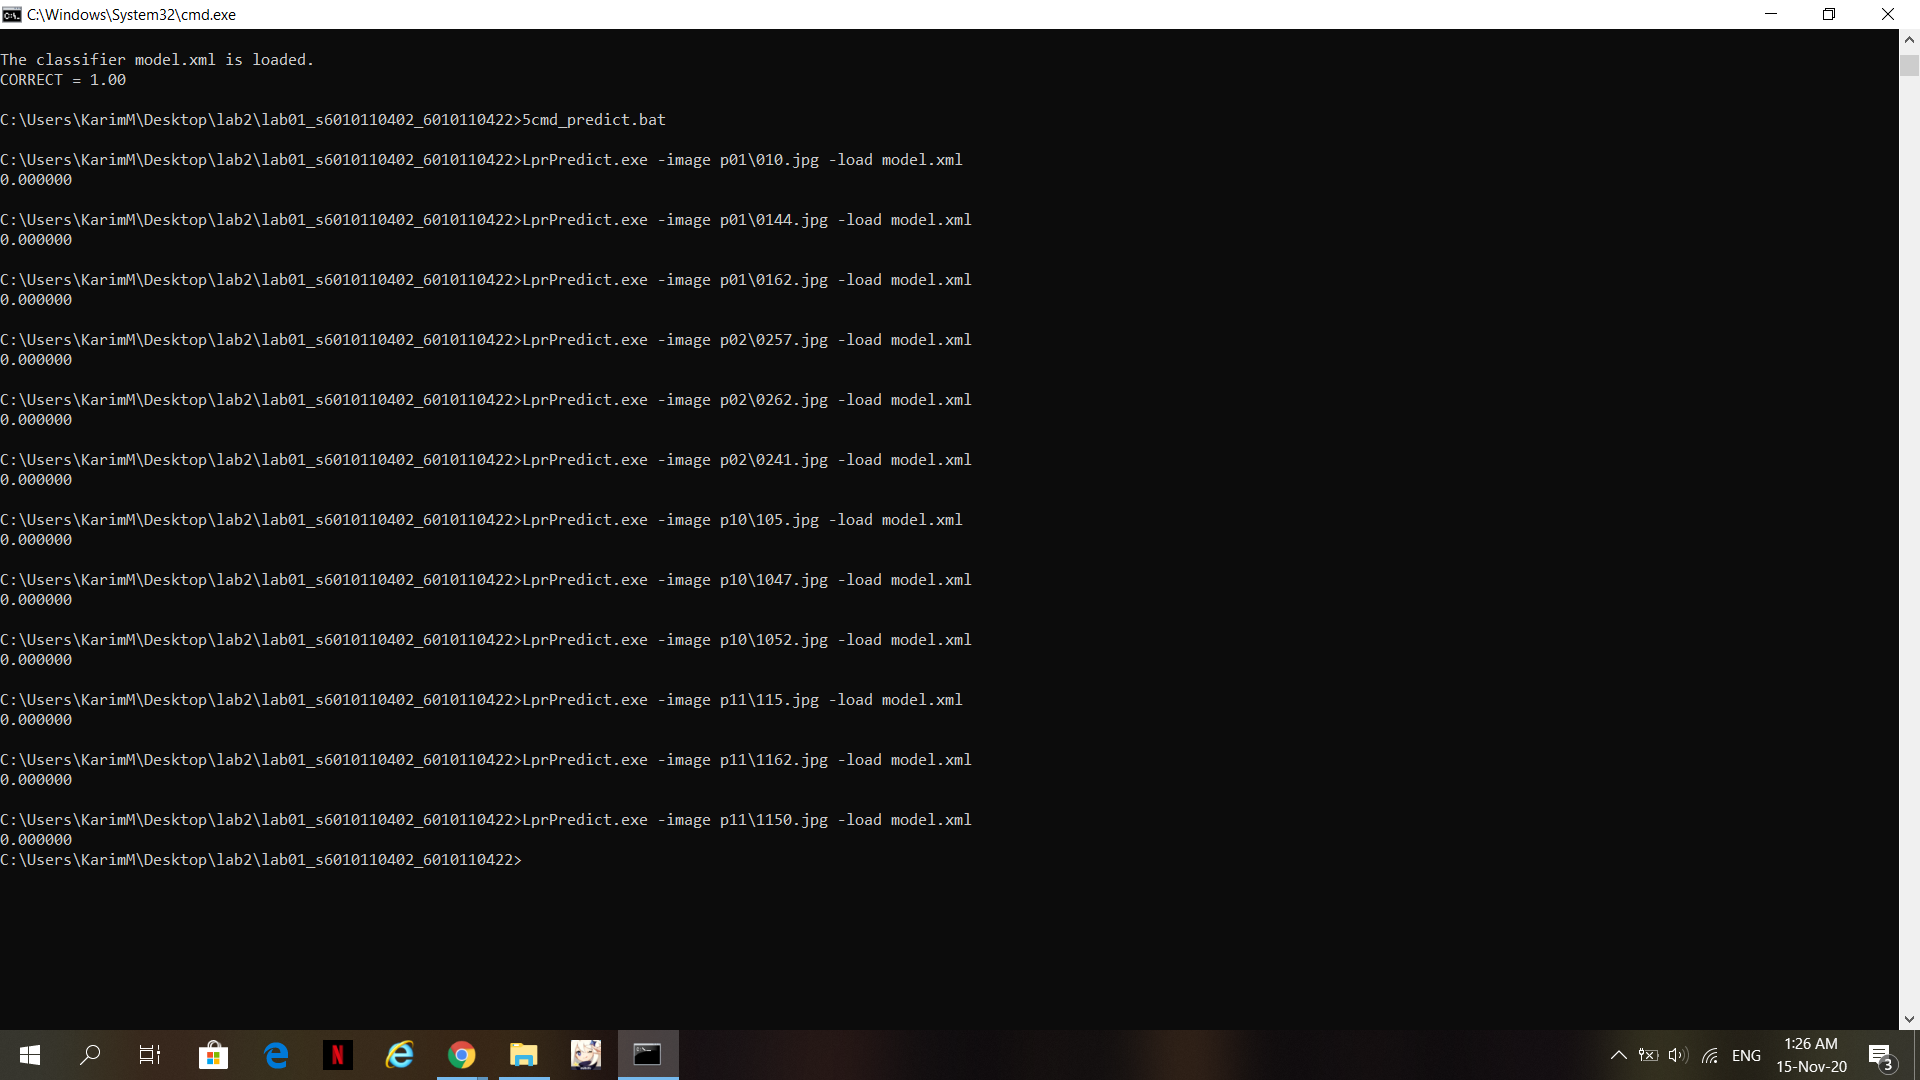 C:\Windows\System32\cmd.exe
The classifier model.xml is loaded.
CORRECT = 1.00
C:\Users\KarimM\Desktop\lab2\lab01_s6010110402_6010110422>5cmd_predict.bat
C:\Users\KarimM\Desktop\lab2\lab01_s6010110402_6010110422>LprPredict.exe -image p01\010.jpg -load model.xml
0.000000
C:\Users\KarimM\Desktop\lab2\lab01_s6010110402_6010110422>LprPredict.exe -image p01\0144.jpg -load model.xml
0.000000
C:\Users\KarimM\Desktop\lab2\lab01_s6010110402_6010110422>LprPredict.exe -image p01\0162.jpg -load model.xml
0.000000
C:\Users\KarimM\Desktop\lab2\lab01_s6010110402_6010110422>LprPredict.exe -image p02\0257.jpg -load model.xml
0.000000
C:\Users\KarimM\Desktop\lab2\lab01_s6010110402_6010110422>LprPredict.exe -image p02\0262.jpg -load model.xml
0.000000
C:\Users\KarimM\Desktop\lab2\lab01_s6010110402_6010110422>LprPredict.exe -image p02\0241.jpg -load model.xml
0.000000
C:\Users\KarimM\Desktop\lab2\lab01_s6010110402_6010110422>LprPredict.exe -image p10\105.jpg -load model.xml
0.000000
C:\Users\KarimM\Desktop\lab2\lab01_s6010110402_6010110422>LprPredict.exe -image p10\1047.jpg -load model.xml
0.000000
C:\Users\KarimM\Desktop\lab2\lab01_s6010110402_6010110422>LprPredict.exe -image p10\1052.jpg -load model.xml
0.000000
C:\Users\KarimM\Desktop\lab2\lab01_s6010110402_6010110422>LprPredict.exe -image p11\115.jpg -load model.xml
0.000000
C:\Users\KarimM\Desktop\lab2\lab01_s6010110402_6010110422>LprPredict.exe -image p11\1162.jpg -load model.xml
0.000000
C:\Users\KarimM\Desktop\lab2\lab01_s6010110402_6010110422>LprPredict.exe -image p11\1150.jpg -load model.xml
0.000000
C:\Users\KarimM\Desktop\lab2\lab01_s6010110402_6010110422>
ENG
1:26 AM
15-Nov-20
3